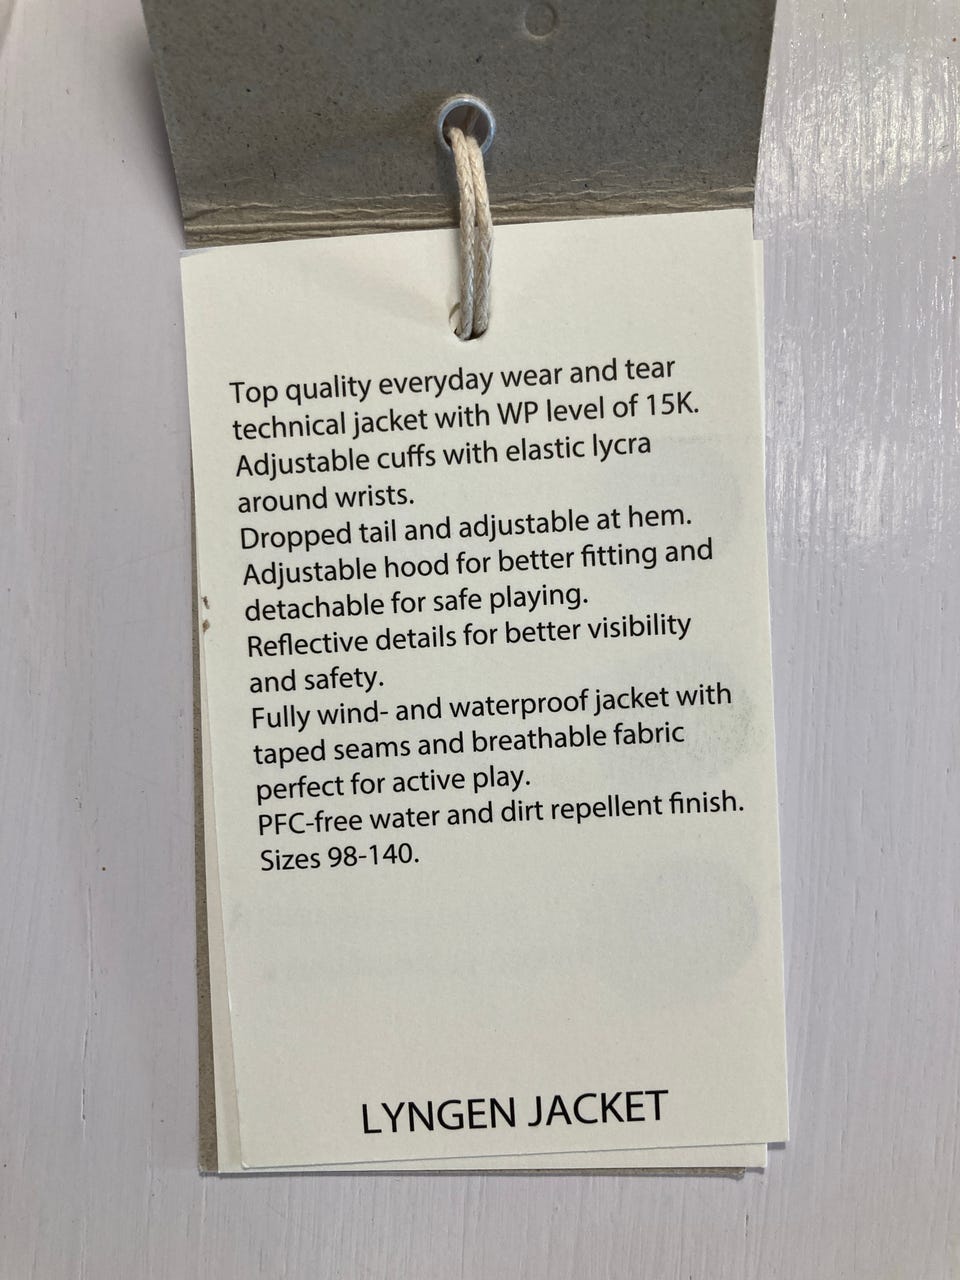 Top quality everyday wear and tear
technical jacket with WP level of 15K.
Adjustable cuffs with elastic lycra
around wrists.
Dropped tail and adjustable at hem.
Adjustable hood for better fitting and
detachable for safe playing.
Reflective details for better visibility
and safety.
Fully wind- and waterproof jacket with
taped seams and breathable fabric
perfect for active play.
PFC-free water and dirt repellent finish.
Sizes 98-140.
LYNGEN JACKET